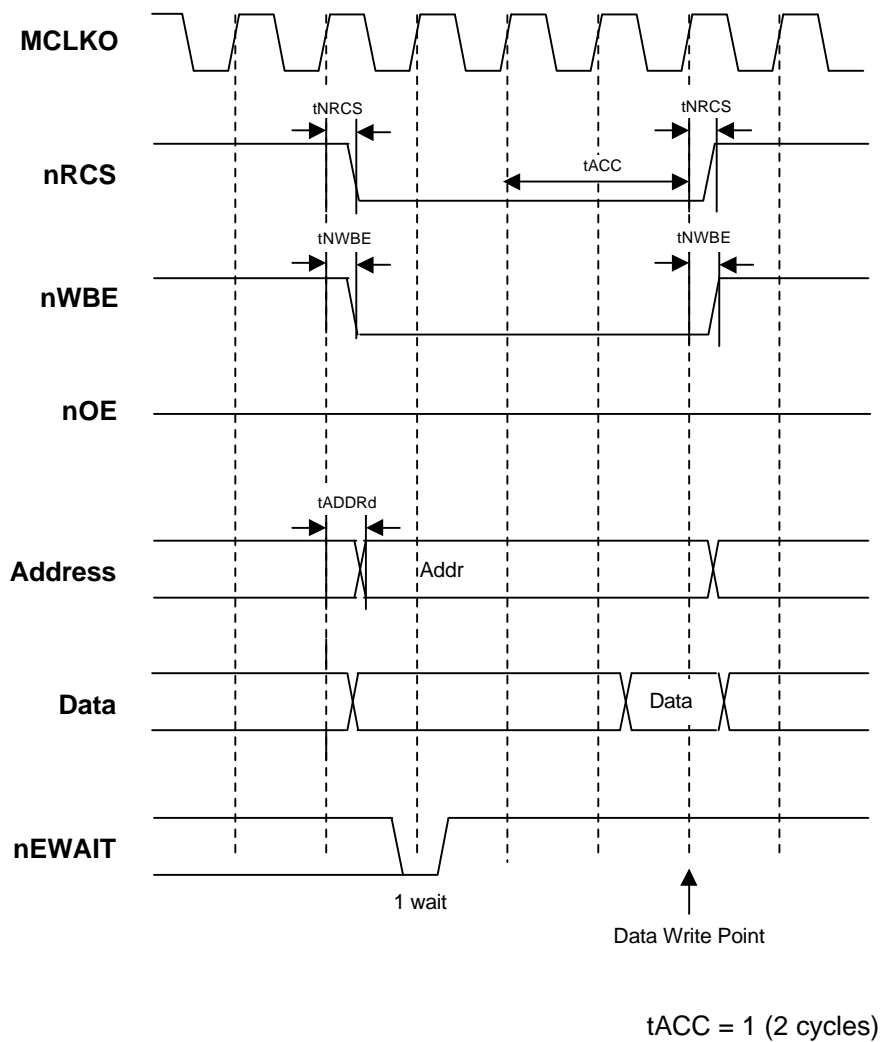 MCLKO
tNRCS
tNRCS
nRCS
tACC
tNWBE
tNWBE
nWBE
nOE
tADDRd
Address
Addr
Data
Data
nEWAIT
1 wait
Data Write Point
tACC = 1 (2 cycles)